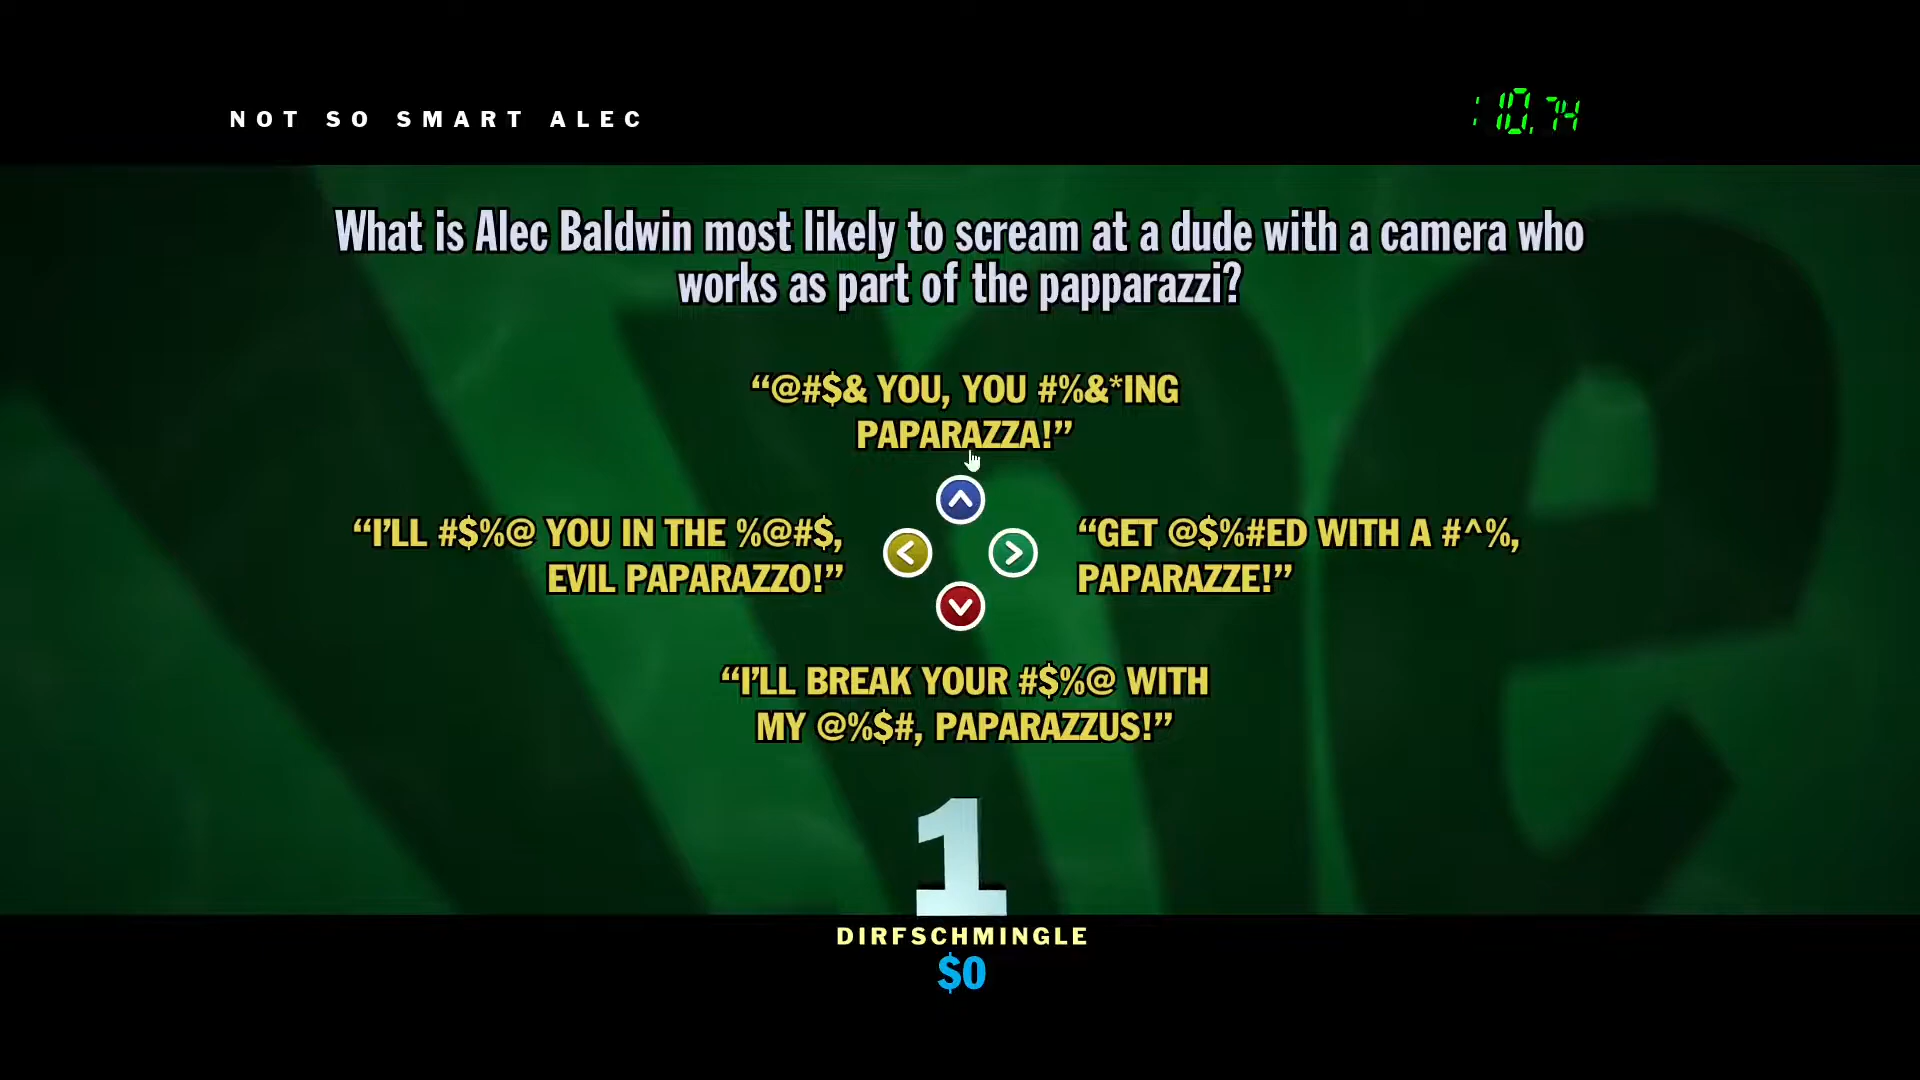 NOT SO SMART ALEC
:10.74
What is Alec Baldwin most likely to scream at a dude with a camera who
works as part of the papparazzi?
“@#$& YOU, YOU #%&*ING
PAPARAZZA!”
“I’LL #$%@ YOU IN THE %@#$,
EVIL PAPARAZZO!”
“GET @$%#ED WITH A #^%,
PAPARAZZE!”
“I’LL BREAK YOUR #$%@ WITH
MY @%$#, PAPARAZZUS!”
1
DIRFSCHMINGLE
$0